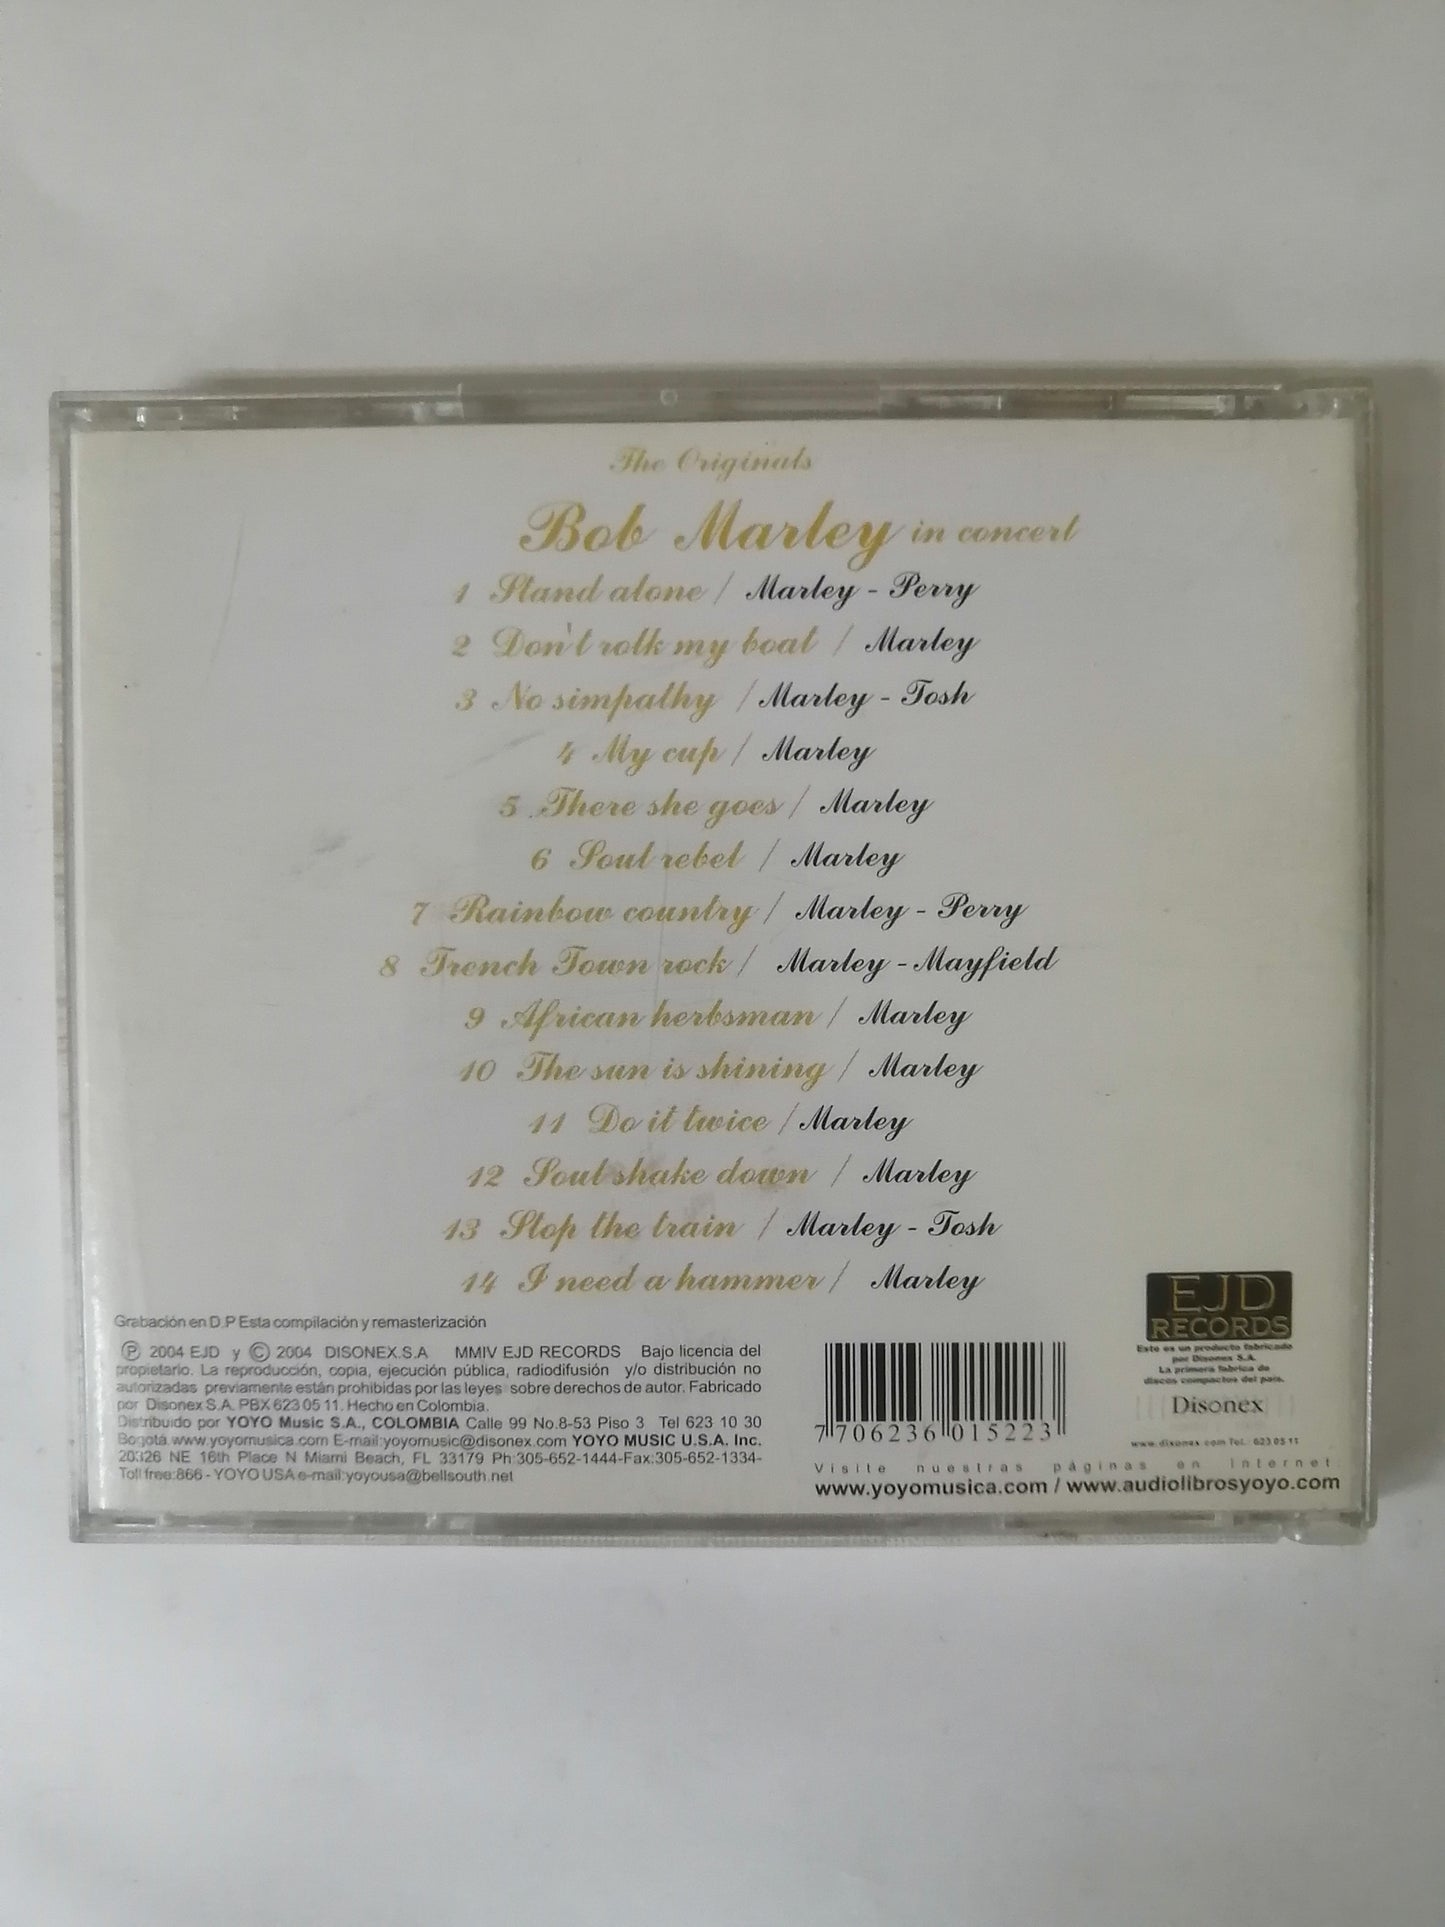 The Originals
Bob Marley in concert
1 Stand alone / Marley - Perry
2 Don't rolk my boat / Marley
3 No simpathy / Marley - Tosh
4 My cup / Marley
5 There she goes / Marley
6 Soul rebel / Marley
7 Rainbow country / Marley - Perry
8 Trench Town rock / Marley - Mayfield
9 African herbsman / Marley
10 The sun is shining / Marley
11 Do it twice / Marley
12 Soul shake down / Marley
13 Stop the train / Marley - Tosh
14 I need a hammer / Marley
Grabación en D.P Esta compilación y remasterización
Ⓟ 2004 EJD y © 2004 DISONEX.S.A MMIV EJD RECORDS Bajo licencia del
propietario. La reproducción, copia, ejecución pública, radiodifusión y/o distribución no
autorizadas previamente están prohibidas por las leyes sobre derechos de autor. Fabricado
por Disonex S.A. PBX 623 05 11. Hecho en Colombia.
Distribuido por YOYO Music S.A., COLOMBIA Calle 99 No.8-53 Piso 3 Tel 623 10 30
Bogotá.www.yoyomusica.com E-mail:yoyomusic@disonex.com YOYO MUSIC U.S.A. Inc.
20326 NE 16th Place N Miami Beach, FL 33179 Ph:305-652-1444-Fax:305-652-1334-
Toll free:866 - YOYO USA e-mail:yoyousa@bellsouth.net
7 706236 015223
EJD
RECORDS
Este es un producto fabricado
por Disonex S.A.
La primera fabrica de
discos compactos del país.
Disonex
www.disonex.com Tel.: 623 05 11
Visite nuestras páginas en Internet:
www.yoyomusica.com / www.audiolibrosyoyo.com